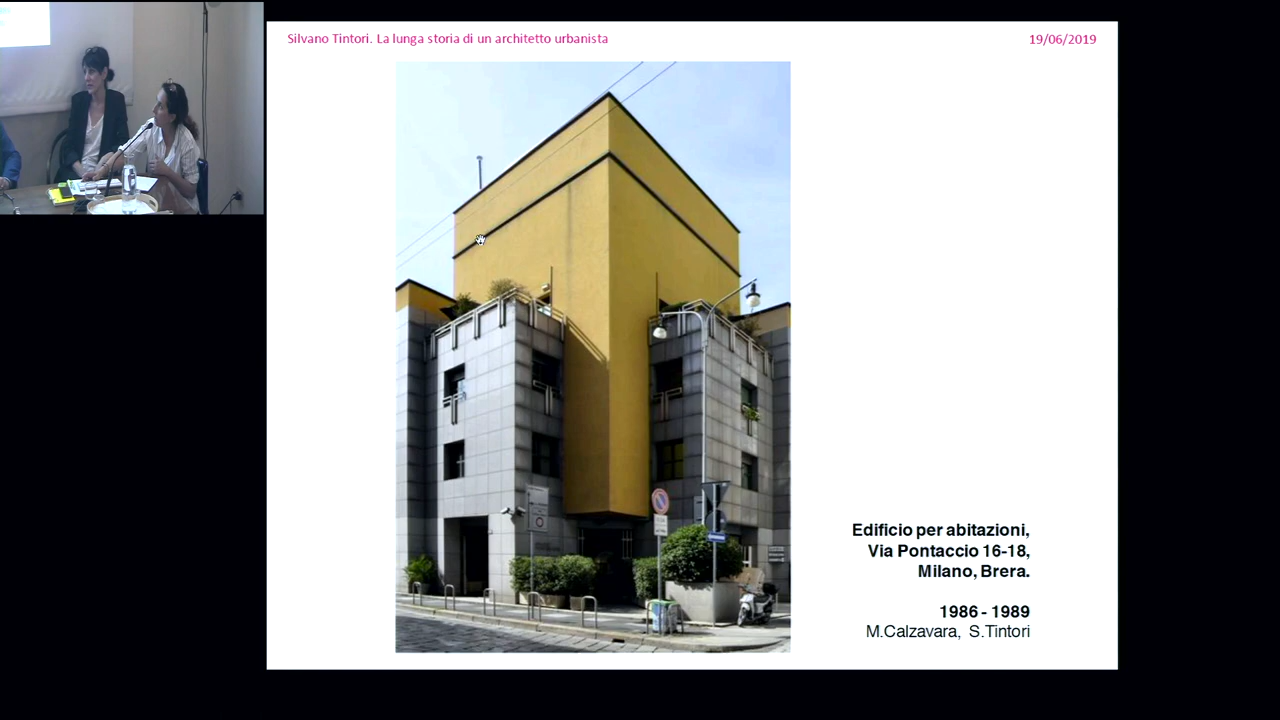 Silvano Tintori. La lunga storia di un architetto urbanista
19/06/2019
Edificio per abitazioni,
Via Pontaccio 16-18,
Milano, Brera.
1986 - 1989
M.Calzavara, S.Tintori